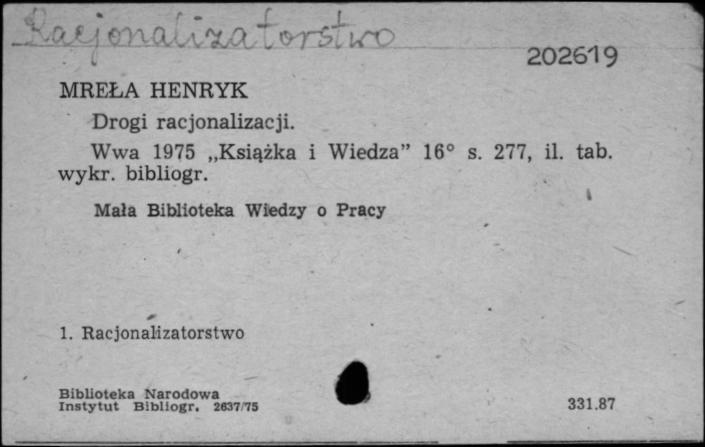 Racjonalizatorstwo
202619
MREŁA HENRYK
Drogi racjonalizacji.
Wwa 1975 „Książka i Wiedza” 16° s. 277, il. tab.
wykr. bibliogr.
Mała Biblioteka Wiedzy o Pracy
1. Racjonalizatorstwo
Biblioteka Narodowa
Instytut Bibliogr. 2637/75
331.87